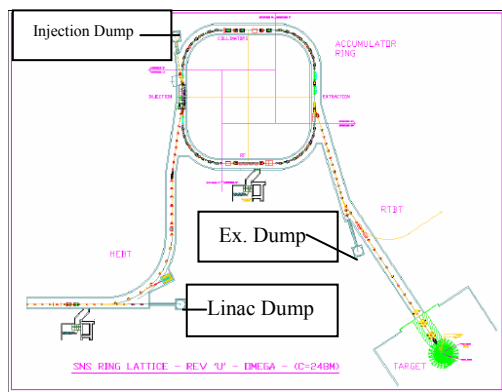 Injection Dump
COLLIMATORS
ACCUMULATOR
RING
INJECTION
EXTRACTION
RF
RTBT
Ex. Dump
HEBT
Linac Dump
TARGET
SNS RING LATTICE - REV 'U' - OMEGA - (C=248M)